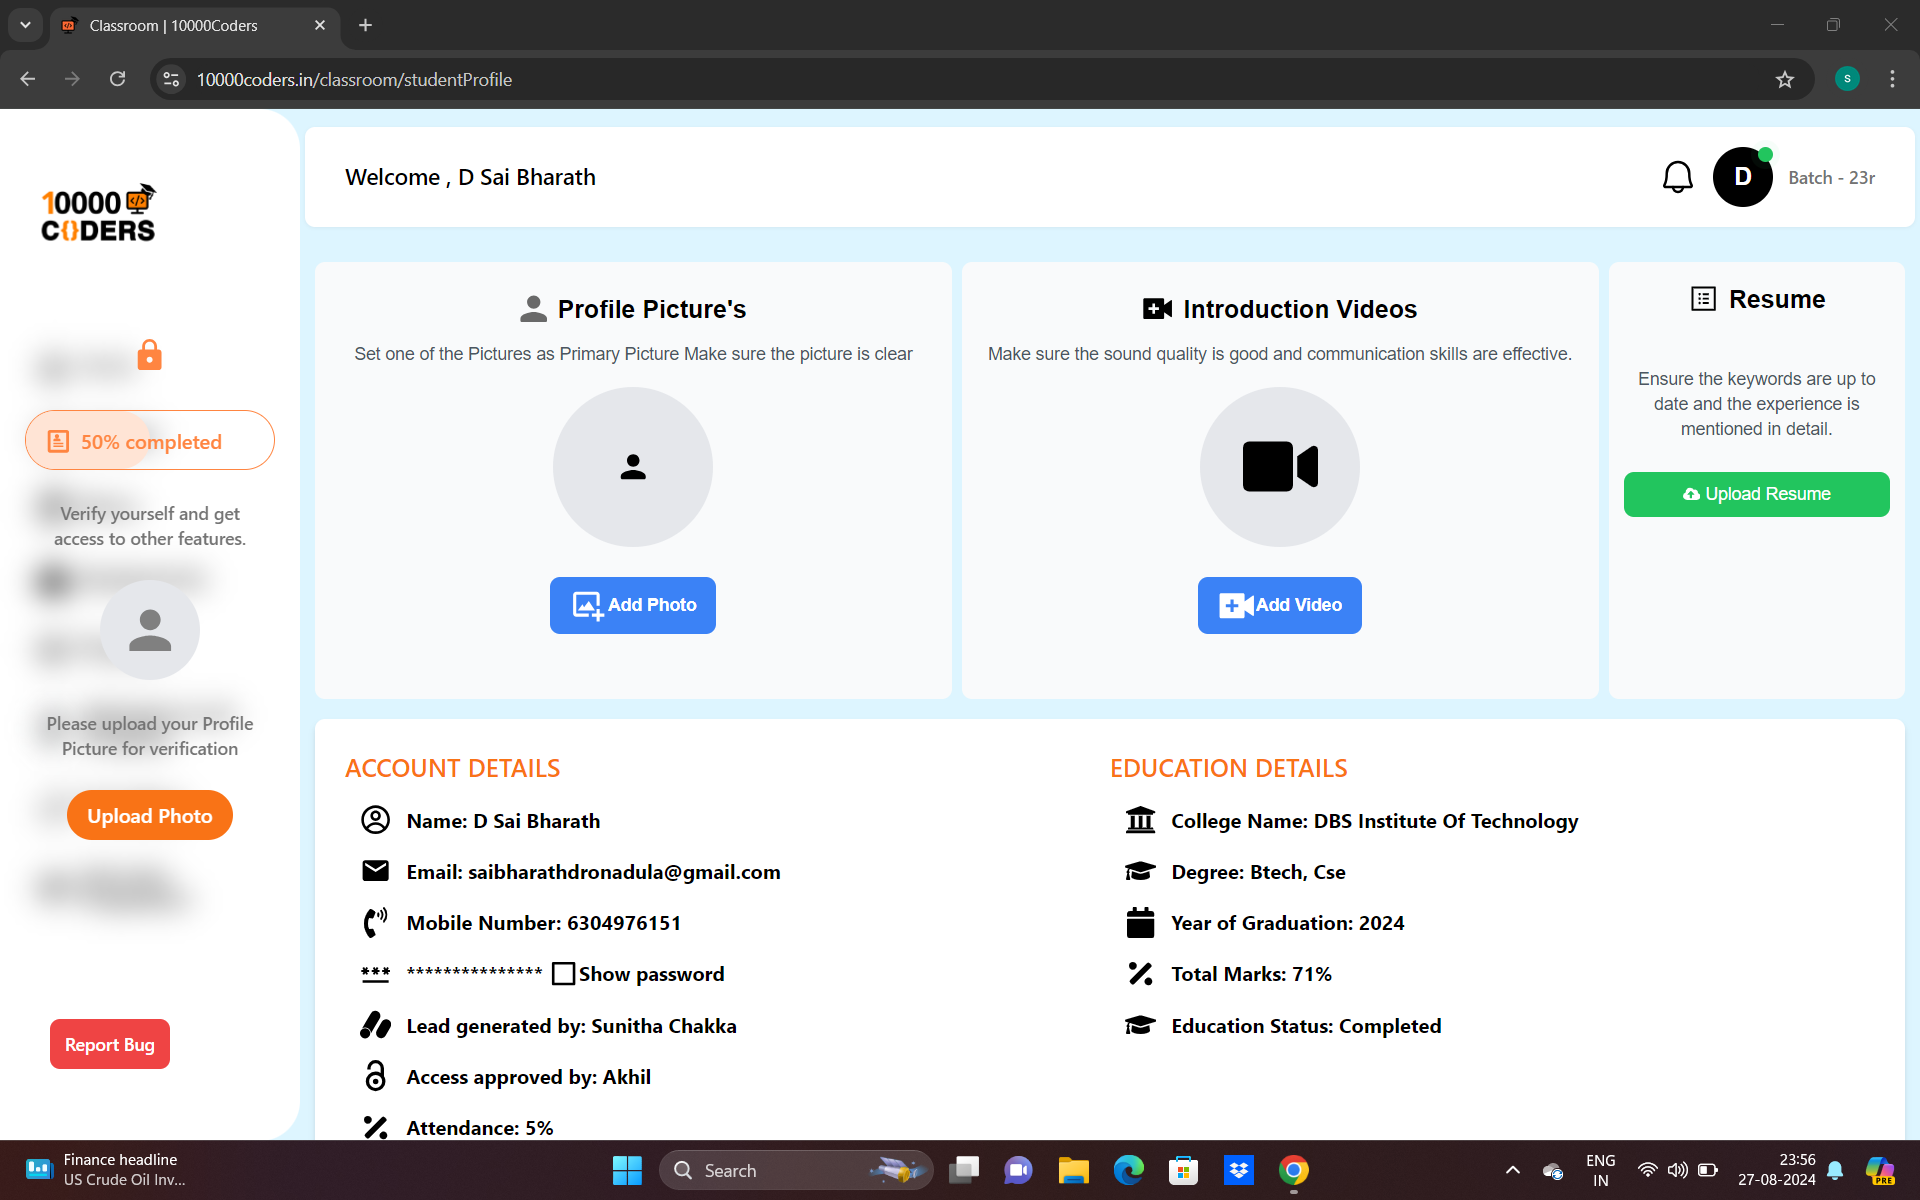 Classroom | 10000Coders
10000coders.in/classroom/studentProfile
S
10000
C{}DERS
Welcome , D Sai Bharath
D
Batch - 23r
50% completed
Verify yourself and get
access to other features.
Please upload your Profile
Picture for verification
Upload Photo
Report Bug
Profile Picture's
Set one of the Pictures as Primary Picture Make sure the picture is clear
Add Photo
Introduction Videos
Make sure the sound quality is good and communication skills are effective.
Add Video
Resume
Ensure the keywords are up to
date and the experience is
mentioned in detail.
Upload Resume
ACCOUNT DETAILS
Name: D Sai Bharath
Email: saibharathdronadula@gmail.com
Mobile Number: 6304976151
*************** Show password
Lead generated by: Sunitha Chakka
Access approved by: Akhil
Attendance: 5%
EDUCATION DETAILS
College Name: DBS Institute Of Technology
Degree: Btech, Cse
Year of Graduation: 2024
Total Marks: 71%
Education Status: Completed
Finance headline
US Crude Oil Inv...
Search
ENG
IN
23:56
27-08-2024
PRE